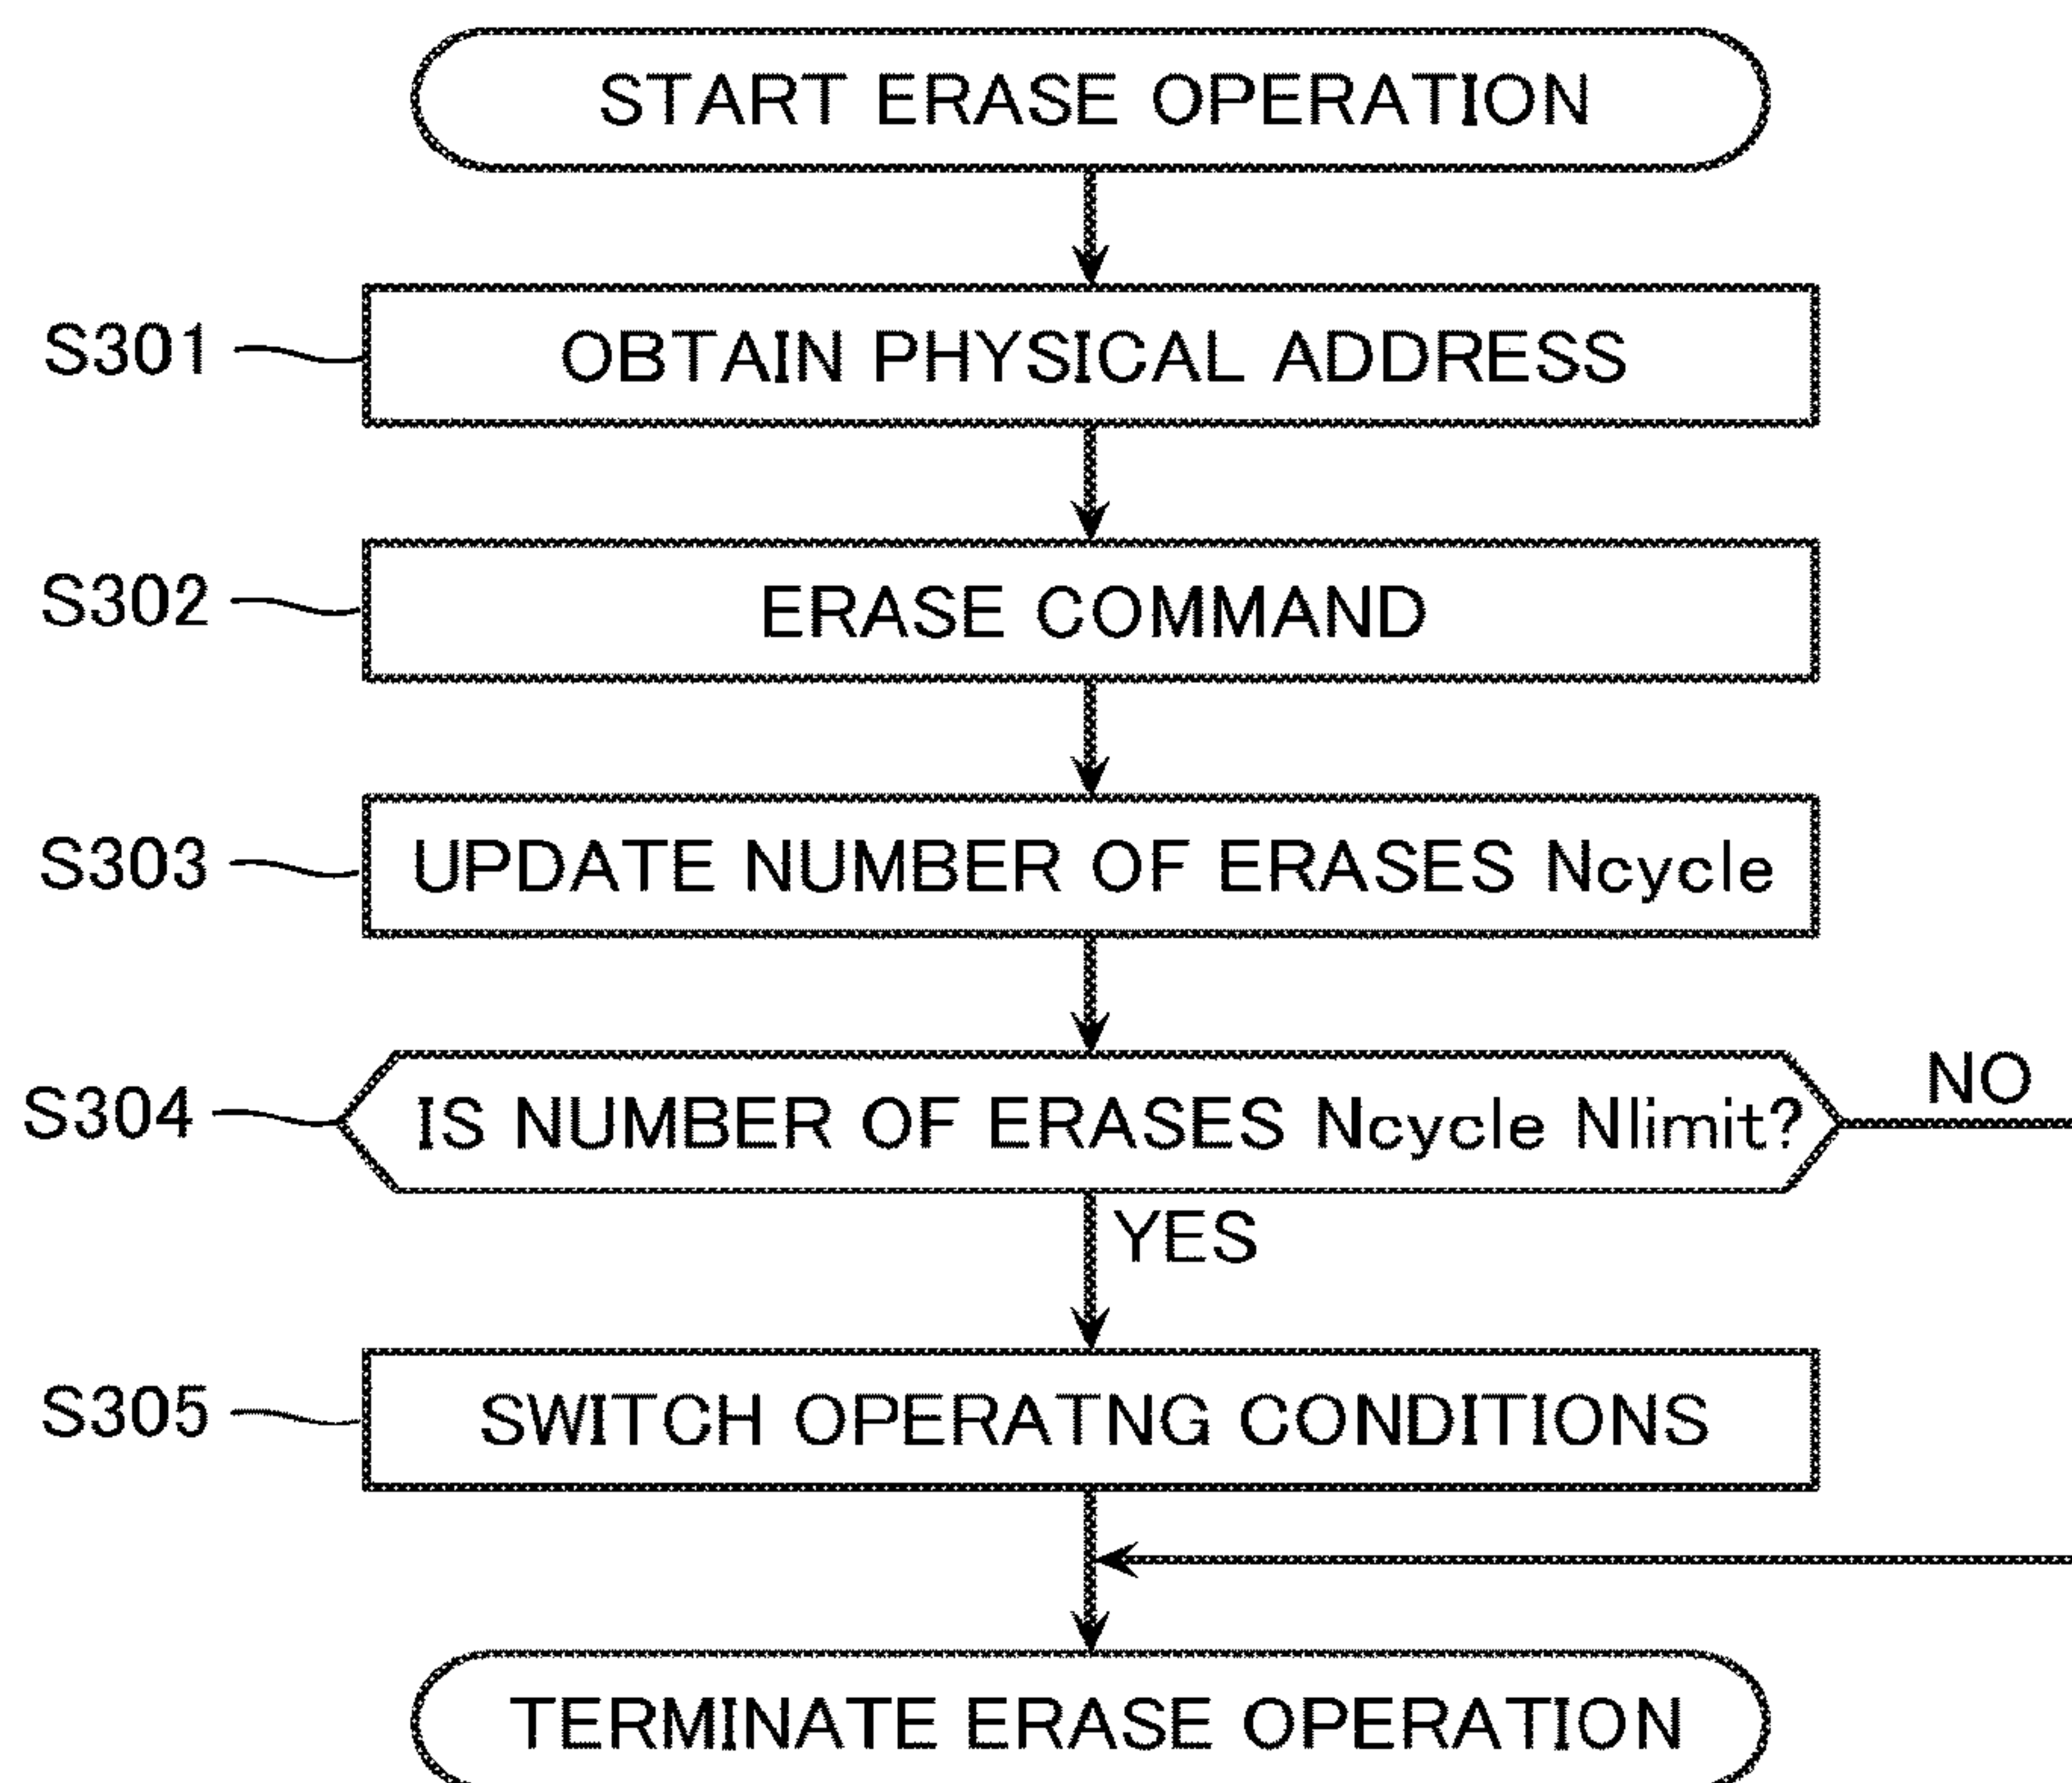 START ERASE OPERATION
S301 OBTAIN PHYSICAL ADDRESS
S302 ERASE COMMAND
S303 UPDATE NUMBER OF ERASES Ncycle
S304 IS NUMBER OF ERASES Ncycle Nlimit? NO
YES
S305 SWITCH OPERATNG CONDITIONS
TERMINATE ERASE OPERATION